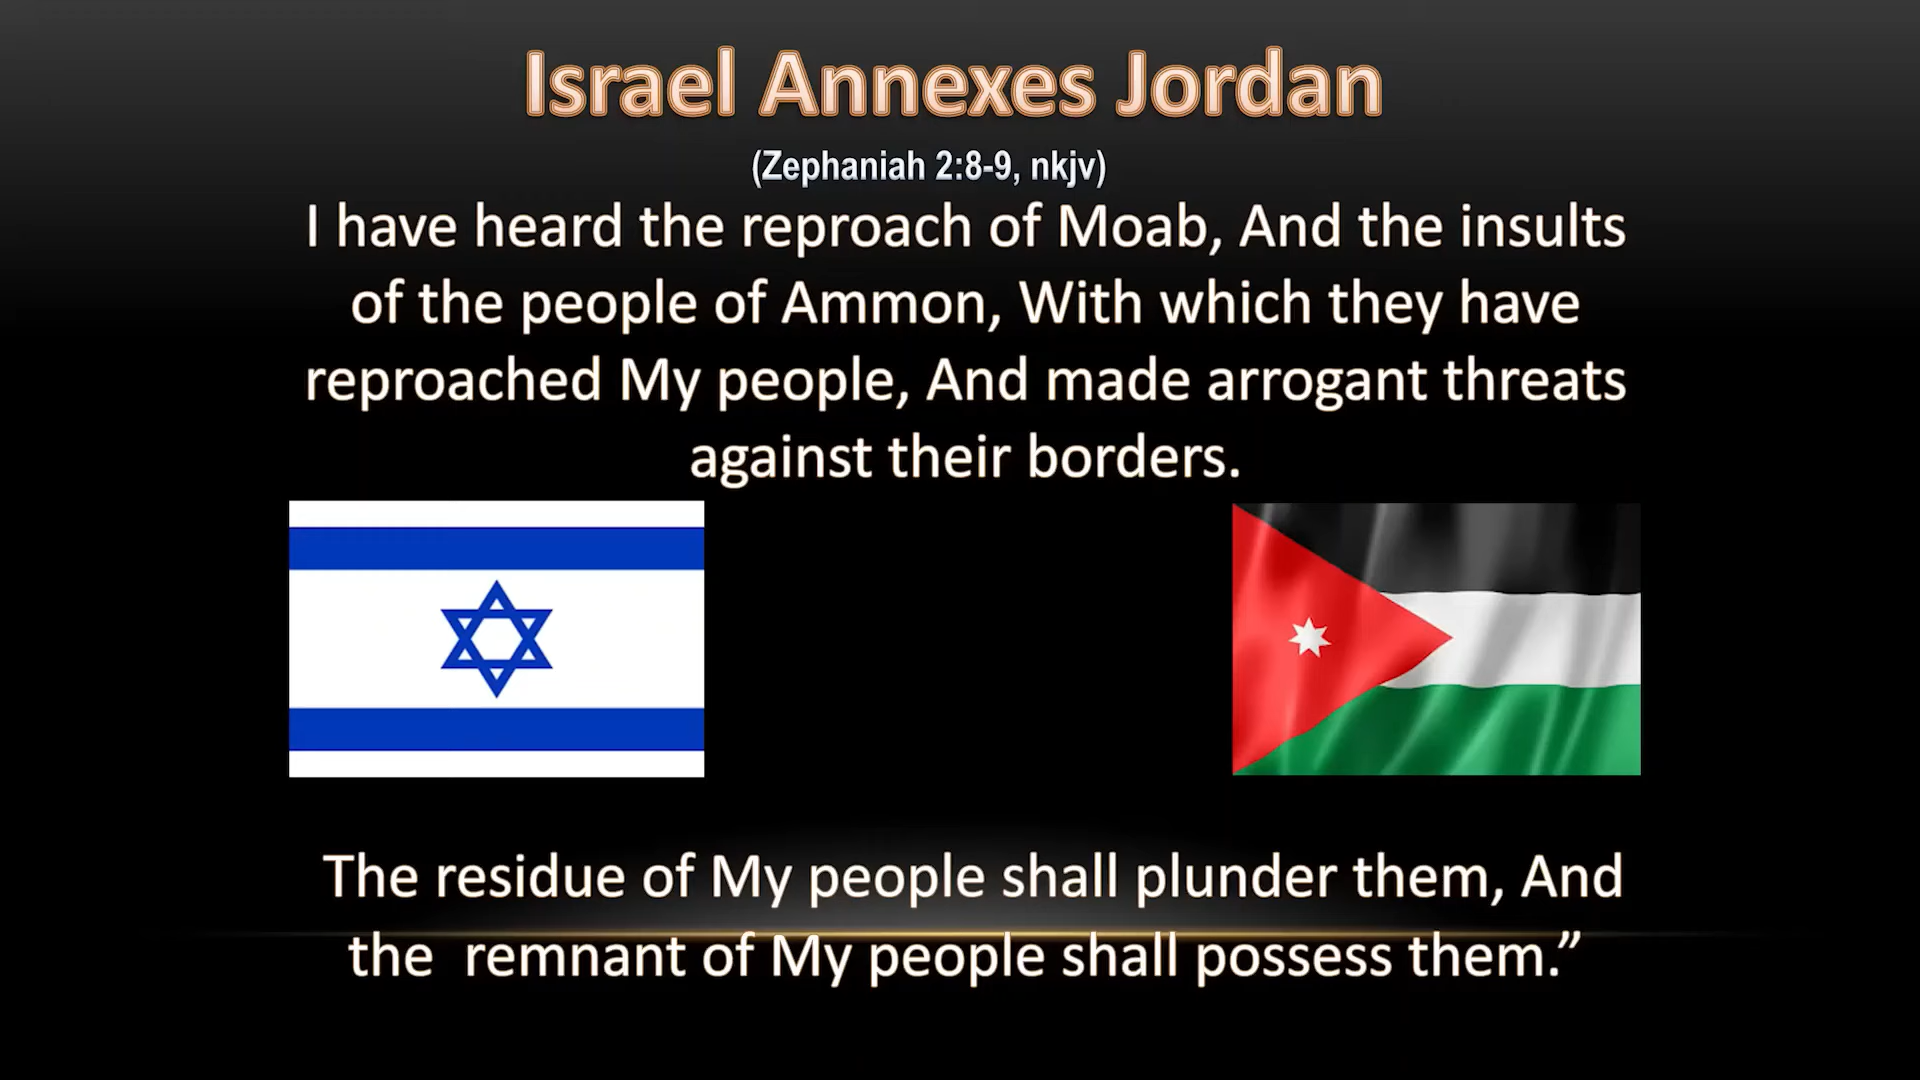 Israel Annexes Jordan
(Zephaniah 2:8-9, nkjv)
I have heard the reproach of Moab, And the insults
of the people of Ammon, With which they have
reproached My people, And made arrogant threats
against their borders.
The residue of My people shall plunder them, And
the  remnant of My people shall possess them.”